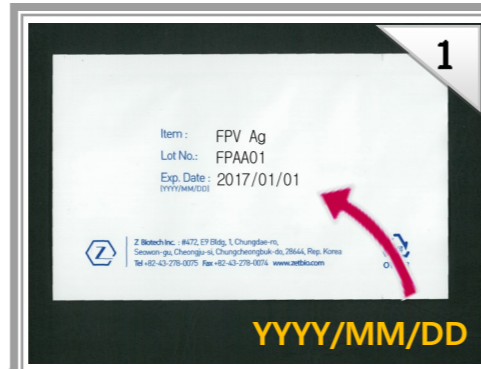 1
Item : FPV Ag
Lot No.: FPAA01
Exp. Date : 2017/01/01
[YYYY/MM/DD]
Z Biotech Inc. : #472, E9 Bldg, 1, Chungdae-ro,
Seowon-gu, Cheongju-si, Chungcheongbuk-do, 28644, Rep. Korea
Tel +82-43-278-0075 Fax +82-43-278-0074 www.zetbio.com
YYYY/MM/DD